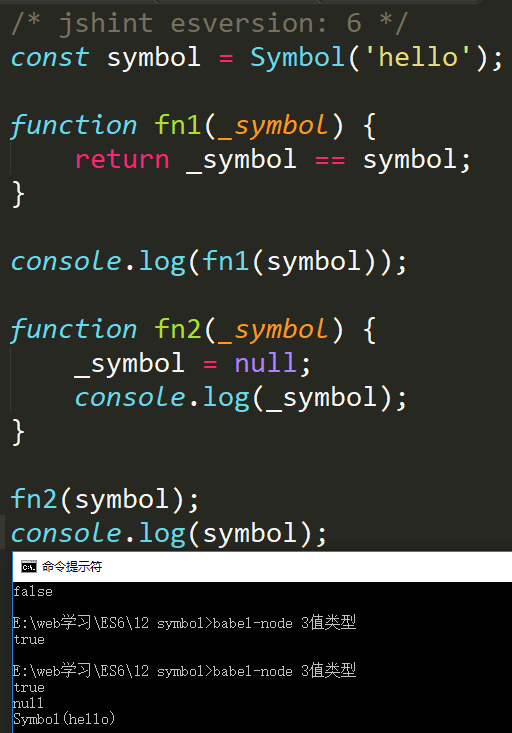 /* jshint esversion: 6 */
const symbol = Symbol('hello');
function fn1(_symbol) {
return _symbol == symbol;
}
console.log(fn1(symbol));
function fn2(_symbol) {
_symbol = null;
console.log(_symbol);
}
fn2(symbol);
console.log(symbol);
命令提示符
false
E:\web学习\ES6\12 symbol>babel-node 3值类型
true
E:\web学习\ES6\12 symbol>babel-node 3值类型
true
null
Symbol(hello)